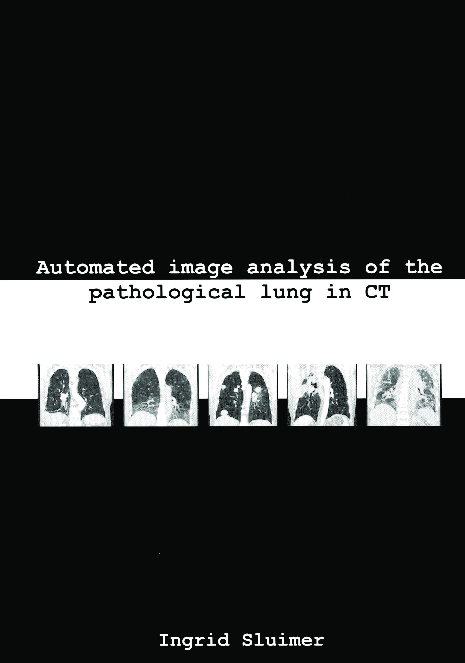 Automated image analysis of the
pathological lung in CT
Ingrid Sluimer